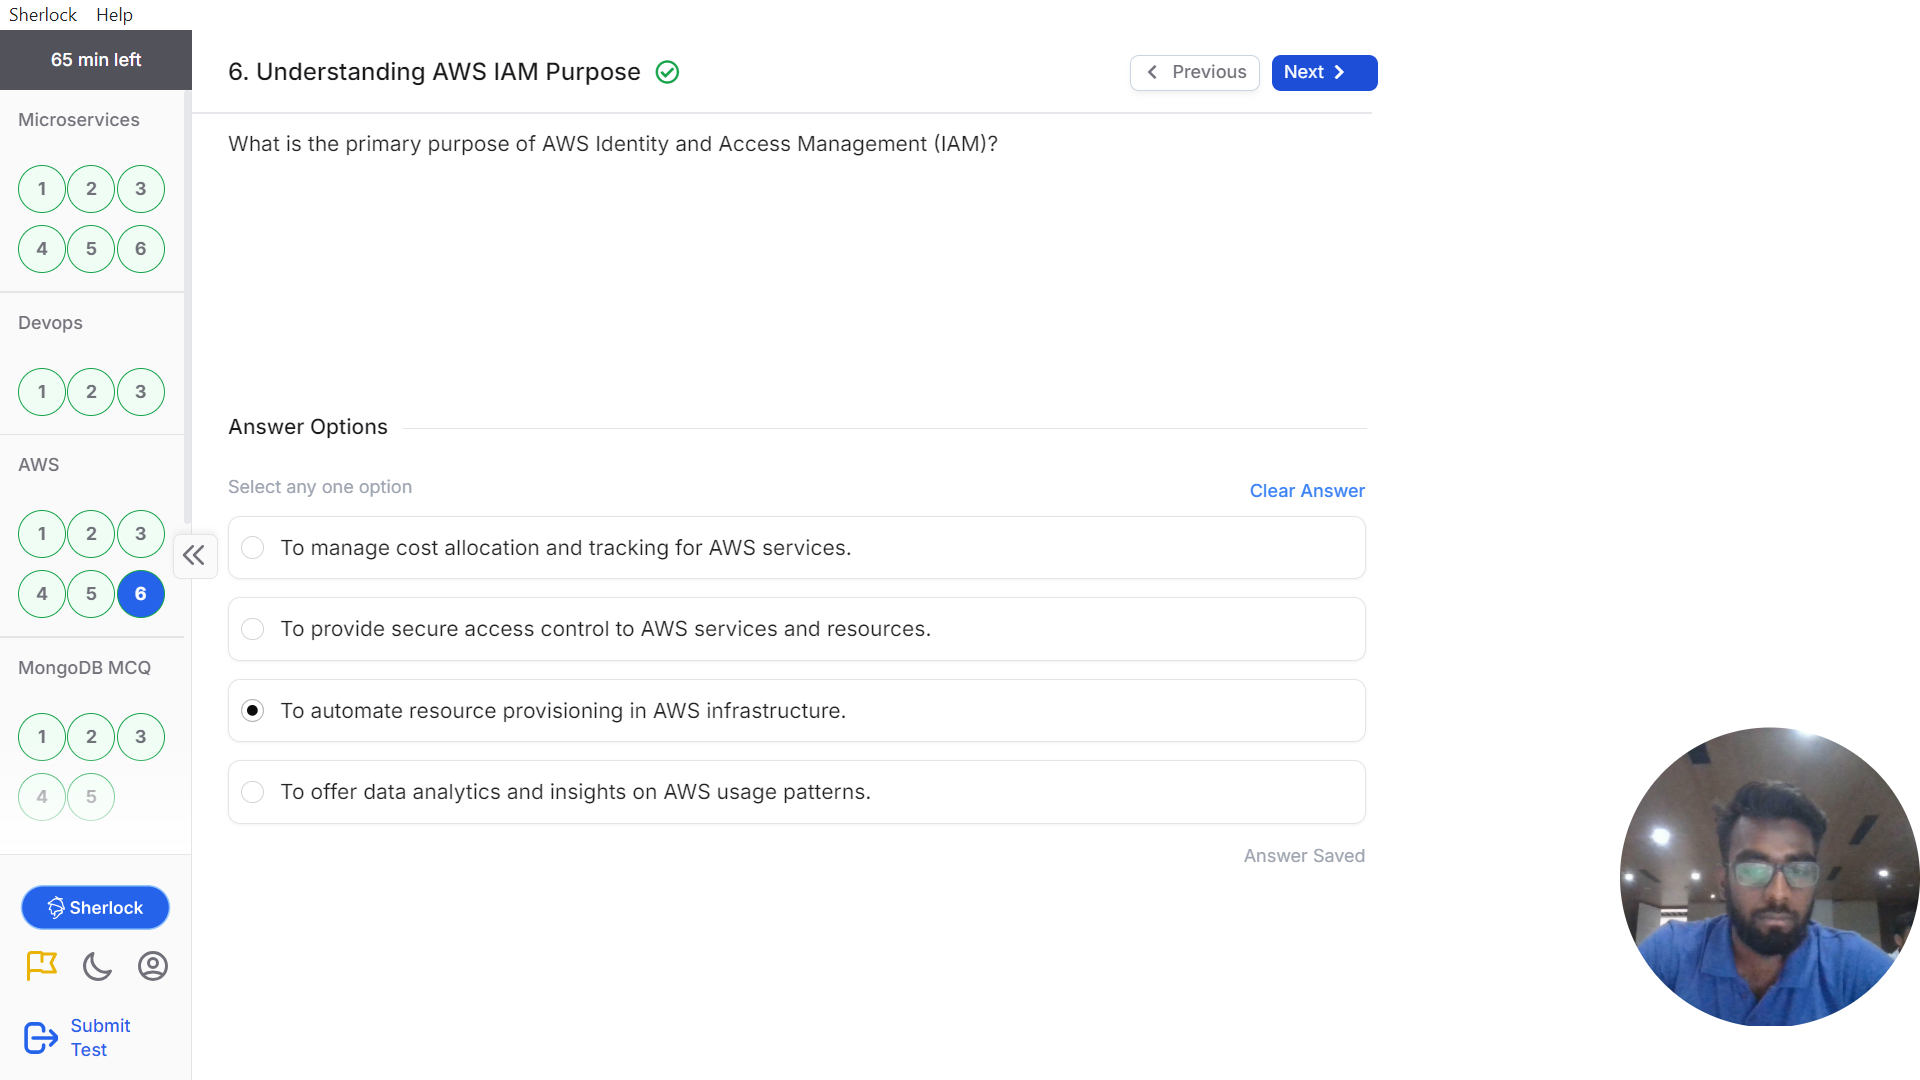 Sherlock Help
65 min left
6. Understanding AWS IAM Purpose
Previous
Next
Microservices
1 2 3
4 5 6
Devops
1 2 3
AWS
1 2 3
4 5 6
MongoDB MCQ
1 2 3
4 5
Sherlock
Submit
Test
What is the primary purpose of AWS Identity and Access Management (IAM)?
Answer Options
Select any one option
Clear Answer
To manage cost allocation and tracking for AWS services.
To provide secure access control to AWS services and resources.
To automate resource provisioning in AWS infrastructure.
To offer data analytics and insights on AWS usage patterns.
Answer Saved